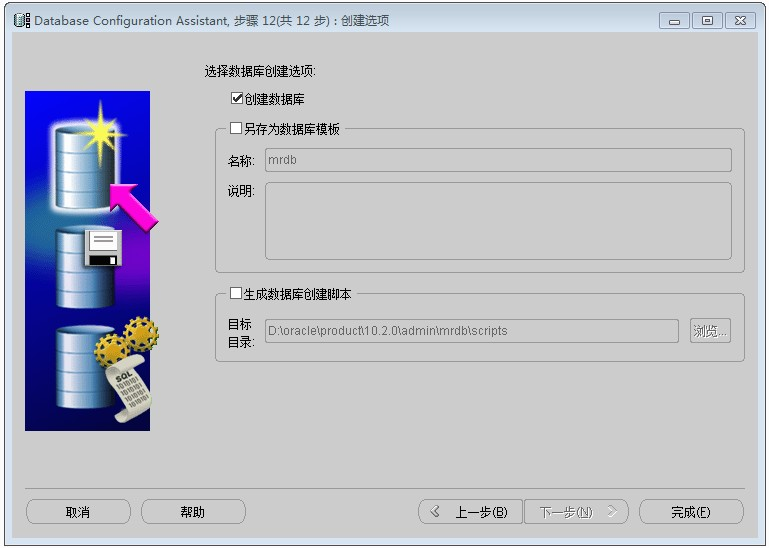 Database Configuration Assistant, 步骤 12(共 12 步) : 创建选项
选择数据库创建选项:
创建数据库
另存为数据库模板
名称: mrdb
说明:
生成数据库创建脚本
目标
目录: D:\oracle\product\10.2.0\admin\mrdb\scripts 浏览...
SQL
1010101
010101
1010101
010101
取消 帮助 上一步(B) 下一步(N) 完成(F)